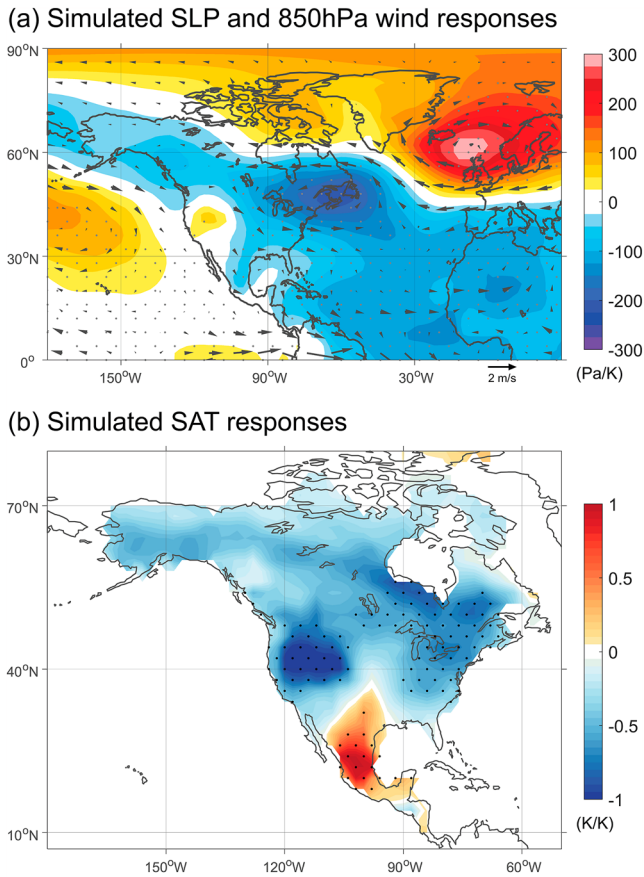 (a) Simulated SLP and 850hPa wind responses
90°N
60°N
30°N
0°
150°W
90°W
30°W
2 m/s
300
200
100
0
-100
-200
-300
(Pa/K)
(b) Simulated SAT responses
70°N
40°N
10°N
150°W
120°W
90°W
60°W
1
0.5
0
-0.5
-1
(K/K)